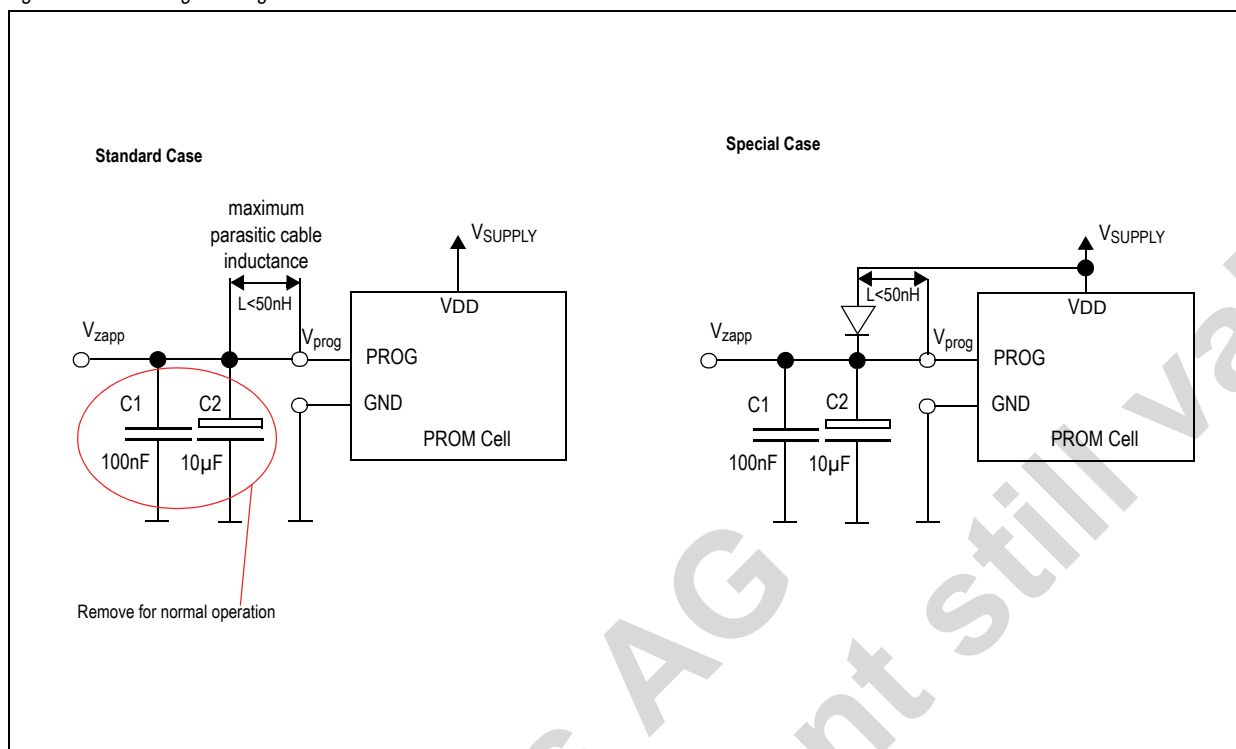 Standard Case
maximum
parasitic cable
inductance
L<50nH
VSUPPLY
VDD
Vzapp
Vprog
PROG
GND
C1
C2
PROM Cell
100nF
10µF
Remove for normal operation
Special Case
VSUPPLY
L<50nH
VDD
Vzapp
Vprog
PROG
GND
C1
C2
PROM Cell
100nF
10µF
AG
nt still va